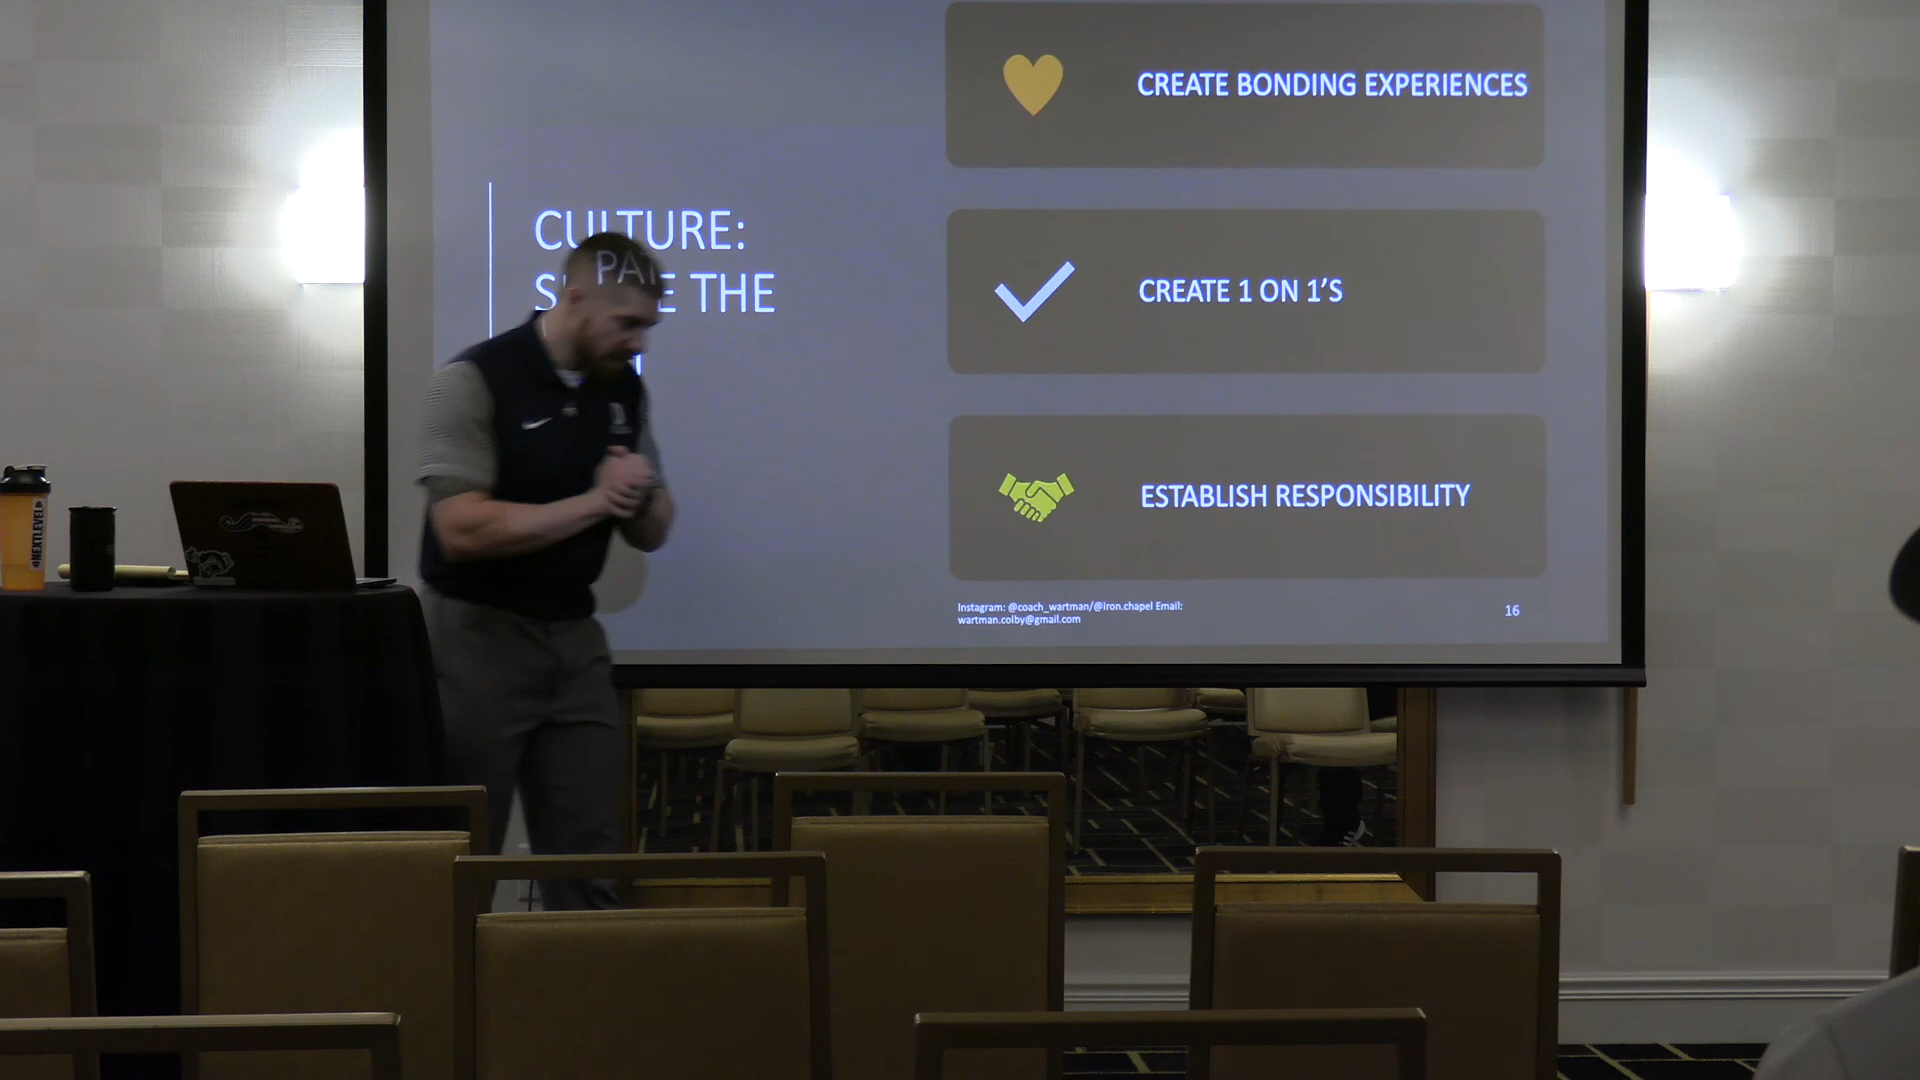 CULTURE:
THE
CREATE BONDING EXPERIENCES
CREATE 1 ON 1'S
ESTABLISH RESPONSIBILITY
Instagram: @coach_wartman/@iron.chapel Email:
wartman.colby@gmail.com
16
NEXTLEVEL